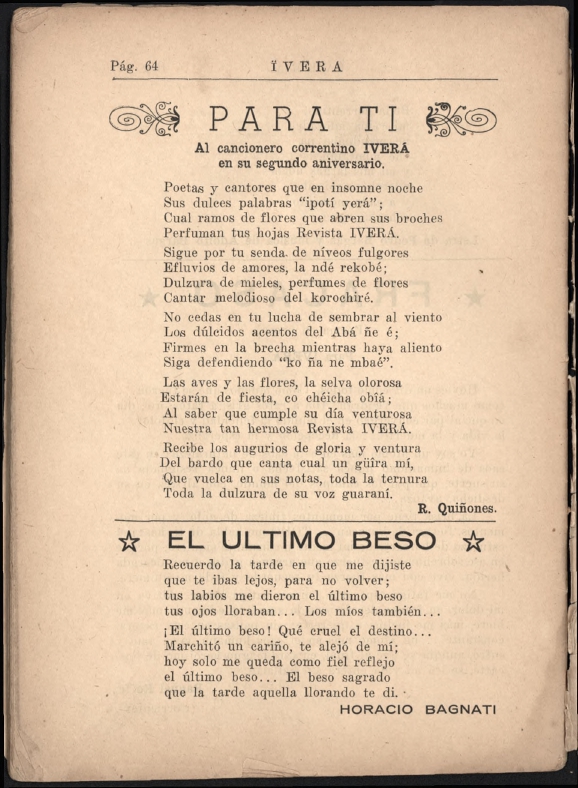 Pág. 64
ÏVERA
PARA TI
Al cancionero correntino IVERÁ
en su segundo aniversario.
Poetas y cantores que en insomne noche
Sus dulces palabras “ipotí yerá”;
Cual ramos de flores que abren sus broches
Perfuman tus hojas Revista IVERÁ.
Sigue por tu senda de níveos fulgores
Efluvios de amores, la ndé rekobé;
Dulzura de mieles, perfumes de flores
Cantar melodioso del korochiré.
No cedas en tu lucha de sembrar al viento
Los dúlcidos acentos del Abá ñe é;
Firmes en la brecha mientras haya aliento
Siga defendiendo “ko ña ne mbaé”.
Las aves y las flores, la selva olorosa
Estarán de fiesta, co chéicha obîá;
Al saber que cumple su día venturosa
Nuestra tan hermosa Revista IVERÁ.
Recibe los augurios de gloria y ventura
Del bardo que canta cual un güîra mí,
Que vuelca en sus notas, toda la ternura
Toda la dulzura de su voz guaraní.
R. Quiñones.
EL ULTIMO BESO
Recuerdo la tarde en que me dijiste
que te ibas lejos, para no volver;
tus labios me dieron el último beso
tus ojos lloraban... Los míos también...
¡El último beso! Qué cruel el destino...
Marchitó un cariño, te alejó de mí;
hoy solo me queda como fiel reflejo
el último beso... El beso sagrado
que la tarde aquella llorando te di.
HORACIO BAGNATI